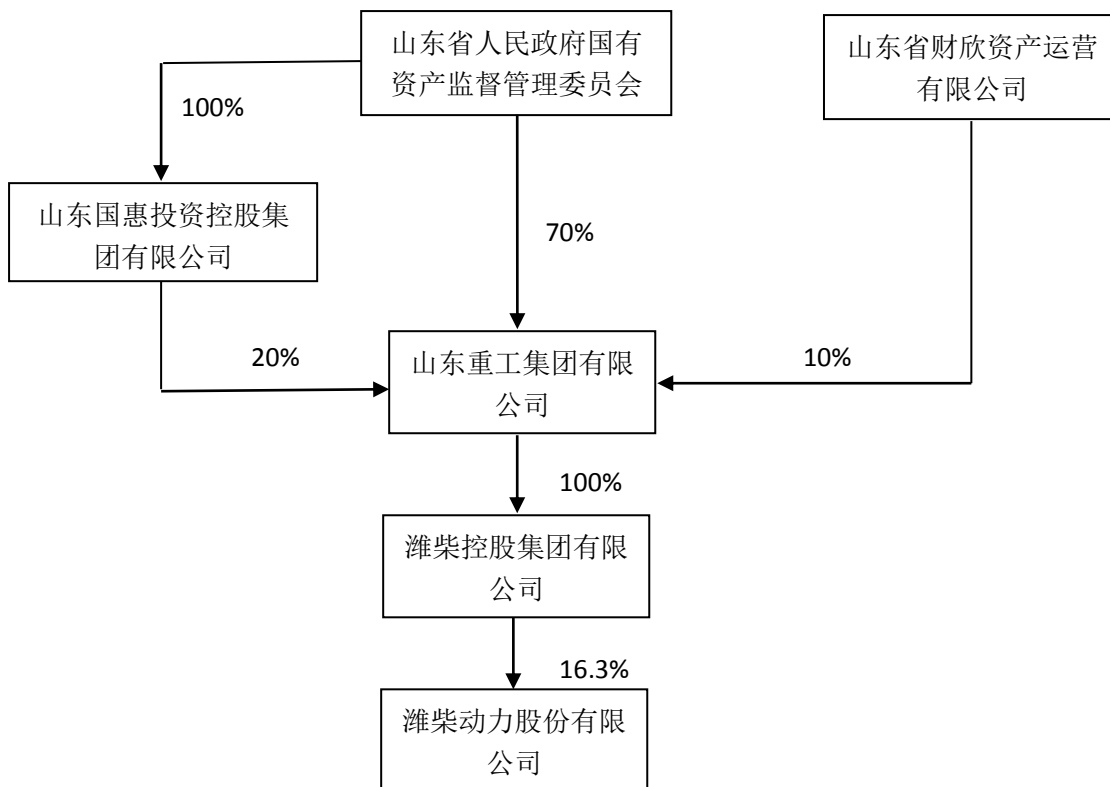 山东省人民政府国有
资产监督管理委员会
山东省财欣资产运营
有限公司
100%
山东国惠投资控股集
团有限公司
70%
20%
山东重工集团有限
公司
10%
100%
潍柴控股集团有限
公司
16.3%
潍柴动力股份有限
公司